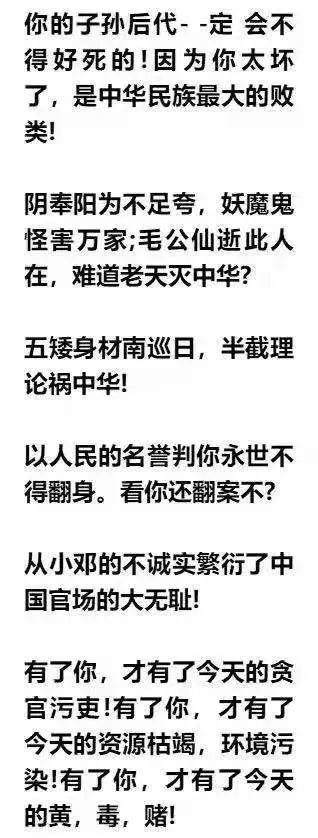 你的子孙后代- -定 会不
得好死的!因为你太坏
了，是中华民族最大的败
类!
阴奉阳为不足夸，妖魔鬼
怪害万家;毛公仙逝此人
在，难道老天灭中华?
五矮身材南巡日，半截理
论祸中华!
以人民的名誉判你永世不
得翻身。看你还翻案不?
从小邓的不诚实繁衍了中
国官场的大无耻!
有了你，才有了今天的贪
官污吏!有了你，才有了
今天的资源枯竭，环境污
染!有了你，才有了今天
的黄，毒，赌!